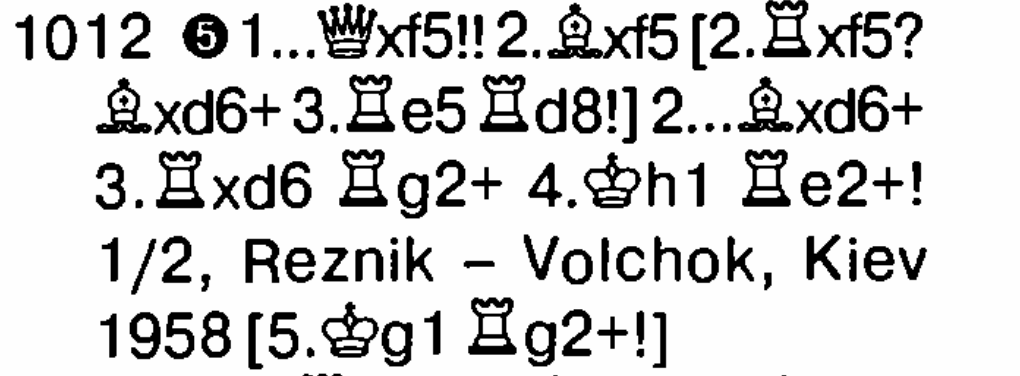 1012 ❺ 1...♕xf5!! 2.♗xf5 [2.♖xf5?
♗xd6+ 3.♖e5 ♖d8!] 2...♗xd6+
3.♖xd6 ♖g2+ 4.♔h1 ♖e2+!
1/2, Reznik – Volchok, Kiev
1958 [5.♔g1 ♖g2+!]